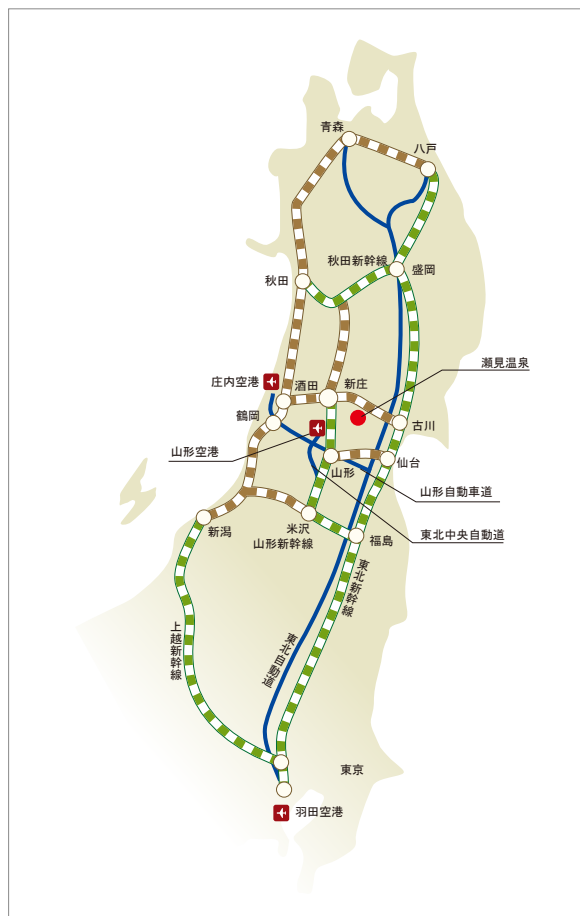 青森
八戸
秋田新幹線
盛岡
秋田
瀬見温泉
庄内空港
酒田
新庄
鶴岡
古川
山形空港
山形
仙台
山形自動車道
新潟
米沢
山形新幹線
福島
東北中央自動道
東北新幹線
上越新幹線
東北自動道
東京
羽田空港